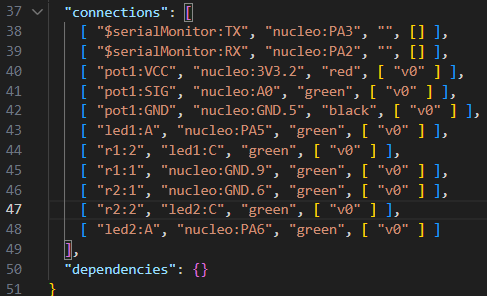 37 "connections": [
38 [ "$serialMonitor:TX", "nucleo:PA3", "", [] ],
39 [ "$serialMonitor:RX", "nucleo:PA2", "", [] ],
40 [ "pot1:VCC", "nucleo:3V3.2", "red", [ "v0" ] ],
41 [ "pot1:SIG", "nucleo:A0", "green", [ "v0" ] ],
42 [ "pot1:GND", "nucleo:GND.5", "black", [ "v0" ] ],
43 [ "led1:A", "nucleo:PA5", "green", [ "v0" ] ],
44 [ "r1:2", "led1:C", "green", [ "v0" ] ],
45 [ "r1:1", "nucleo:GND.9", "green", [ "v0" ] ],
46 [ "r2:1", "nucleo:GND.6", "green", [ "v0" ] ],
47 [ "r2:2", "led2:C", "green", [ "v0" ] ],
48 [ "led2:A", "nucleo:PA6", "green", [ "v0" ] ]
49 ],
50 "dependencies": {}
51 }